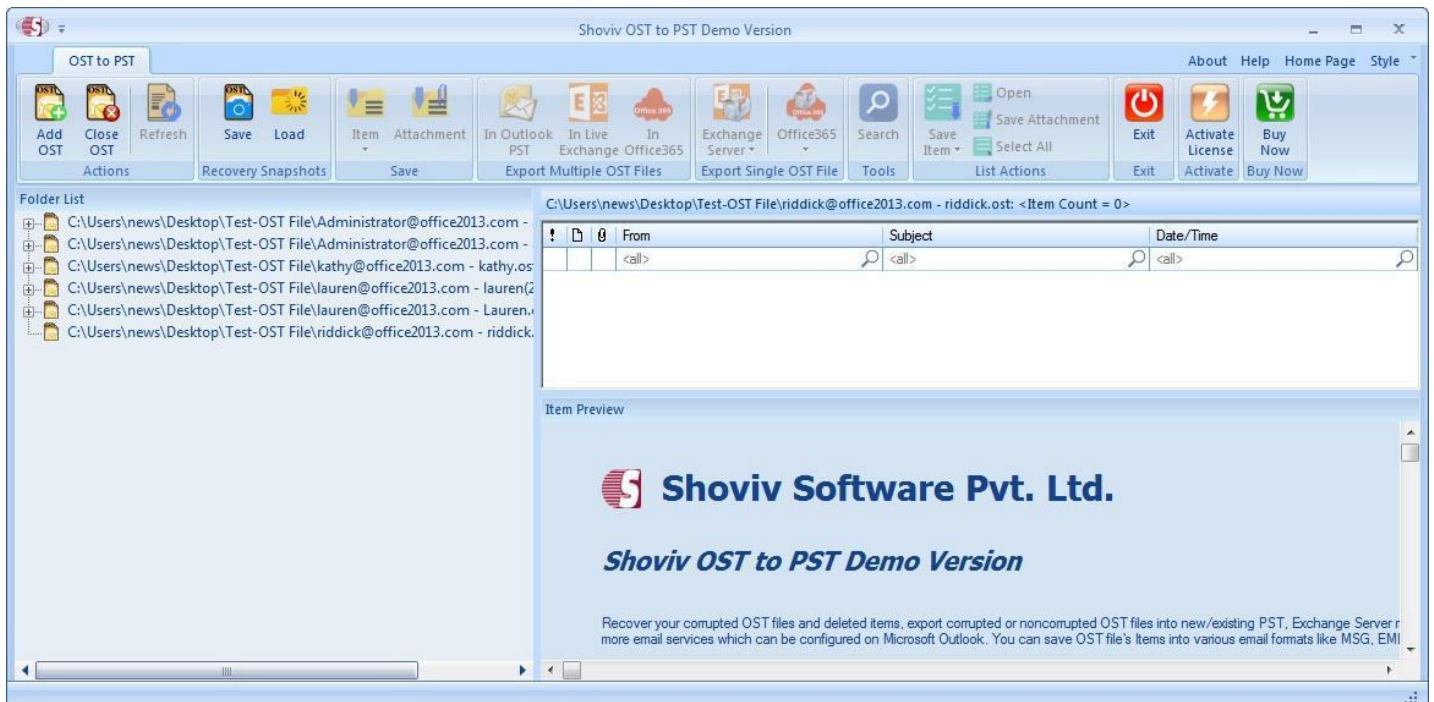 Shoviv OST to PST Demo Version
OST to PST
About Help Home Page Style
Add OST
Close OST
Refresh
Save
Load
Item
Attachment
In Outlook PST
In Live Exchange
In Office365
Exchange Server
Office365
Search
Save Item
Open
Save Attachment
Select All
Exit
Activate License
Buy Now
Actions
Recovery Snapshots
Save
Export Multiple OST Files
Export Single OST File
Tools
List Actions
Exit
Activate
Buy Now
Folder List
C:\Users\news\Desktop\Test-OST File\Administrator@office2013.com -
C:\Users\news\Desktop\Test-OST File\Administrator@office2013.com -
C:\Users\news\Desktop\Test-OST File\kathy@office2013.com - kathy.os
C:\Users\news\Desktop\Test-OST File\lauren@office2013.com - lauren(2
C:\Users\news\Desktop\Test-OST File\lauren@office2013.com - Lauren.
C:\Users\news\Desktop\Test-OST File\riddick@office2013.com - riddick.
C:\Users\news\Desktop\Test-OST File\riddick@office2013.com - riddick.ost: <Item Count = 0>
From Subject Date/Time
<all> <all> <all>
Item Preview
Shoviv Software Pvt. Ltd.
Shoviv OST to PST Demo Version
Recover your corrupted OST files and deleted items, export corrupted or noncorrupted OST files into new/existing PST, Exchange Server
more email services which can be configured on Microsoft Outlook. You can save OST file's Items into various email formats like MSG, EM